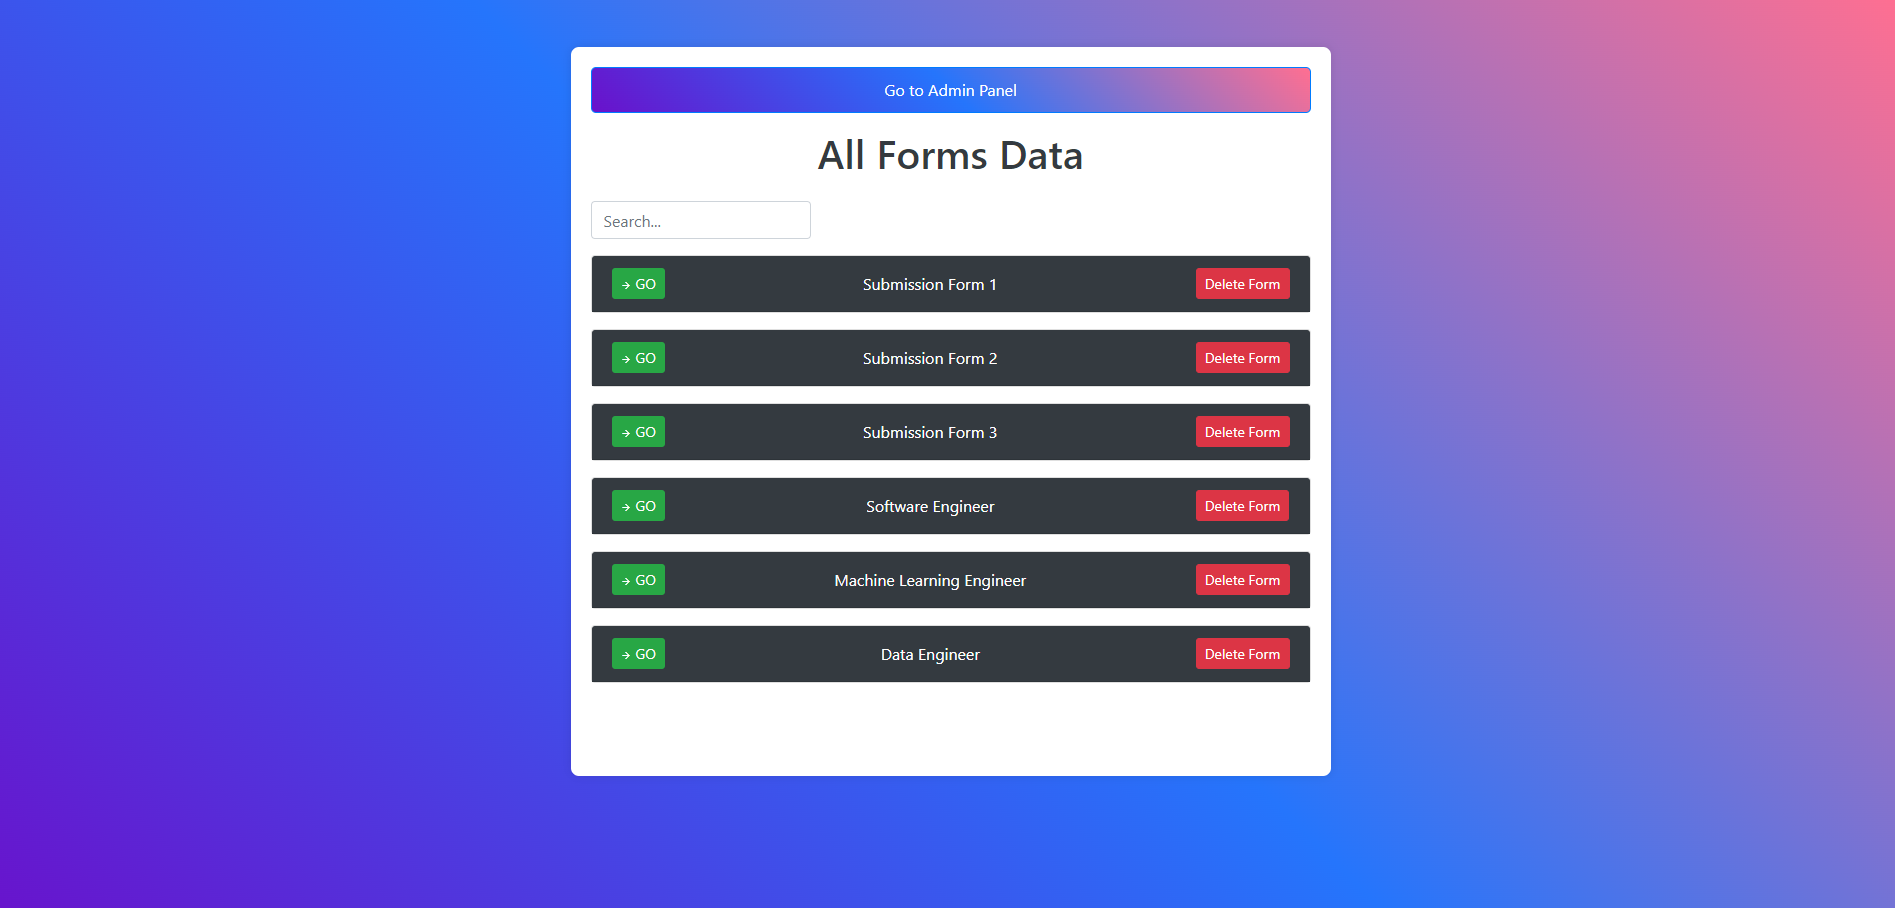 Go to Admin Panel
All Forms Data
Search...
→ GO Submission Form 1 Delete Form
→ GO Submission Form 2 Delete Form
→ GO Submission Form 3 Delete Form
→ GO Software Engineer Delete Form
→ GO Machine Learning Engineer Delete Form
→ GO Data Engineer Delete Form